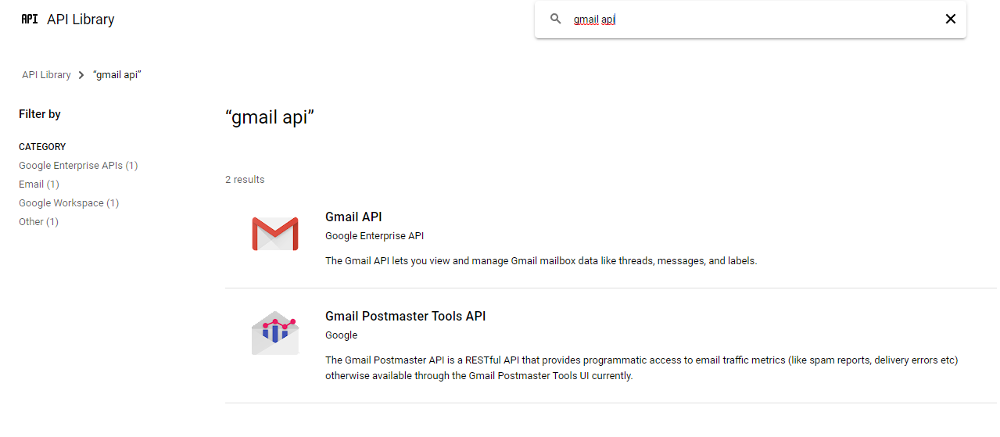 API API Library
gmail api
API Library “gmail api”
Filter by
CATEGORY
Google Enterprise APIs (1)
Email (1)
Google Workspace (1)
Other (1)
“gmail api”
2 results
Gmail API
Google Enterprise API
The Gmail API lets you view and manage Gmail mailbox data like threads, messages, and labels.
Gmail Postmaster Tools API
Google
The Gmail Postmaster API is a RESTful API that provides programmatic access to email traffic metrics (like spam reports, delivery errors etc)
otherwise available through the Gmail Postmaster Tools UI currently.